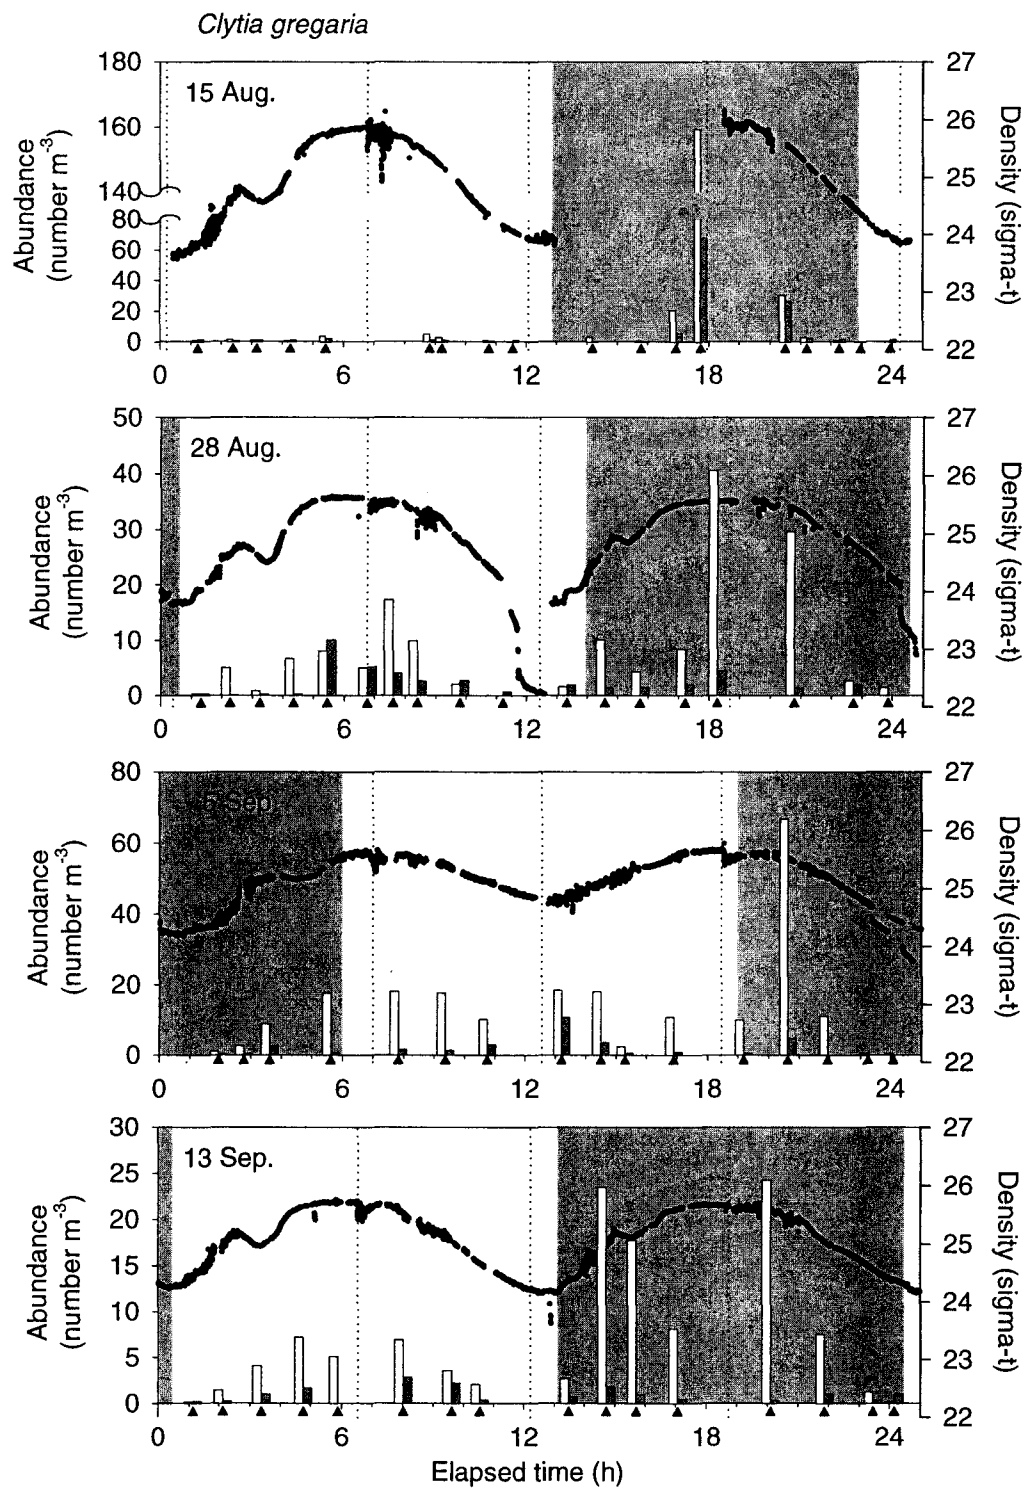 Clytia gregaria
180
160
140
80
60
40
20
0
Abundance
(number m⁻³)
15 Aug.
27
26
25
24
23
22
Density (sigma-t)
0 6 12 18 24
50
40
30
20
10
0
Abundance
(number m⁻³)
28 Aug.
27
26
25
24
23
22
Density (sigma-t)
0 6 12 18 24
80
60
40
20
0
Abundance
(number m⁻³)
Sep.
27
26
25
24
23
22
Density (sigma-t)
0 6 12 18 24
30
25
20
15
10
5
0
Abundance
(number m⁻³)
13 Sep.
27
26
25
24
23
22
Density (sigma-t)
0 6 12 18 24
Elapsed time (h)